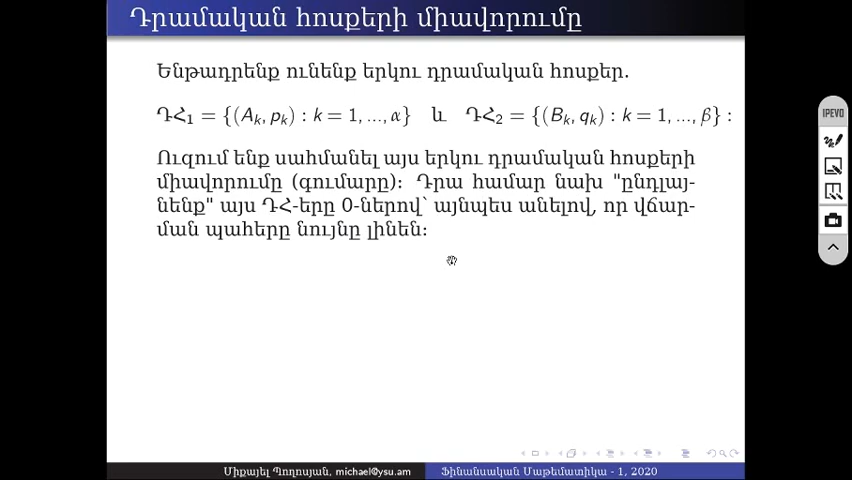 Դրամական հոսքերի միավորումը
Ենթադրենք ունենք երկու դրամական հոսքեր.
ԴՀ₁ = {(Aₖ, pₖ) : k = 1, ..., α} և ԴՀ₂ = {(Bₖ, qₖ) : k = 1, ..., β} :
Ուզում ենք սահմանել այս երկու դրամական հոսքերի
միավորումը (գումարը)։ Դրա համար նախ "ընդլայ-
նենք" այս ԴՀ-երը 0-ներով՝ այնպես անելով, որ վճար-
ման պահերը նույնը լինեն։
IPEVO
Միքայել Պողոսյան, michael@ysu.am
Ֆինանսական Մաթեմատիկա - 1, 2020